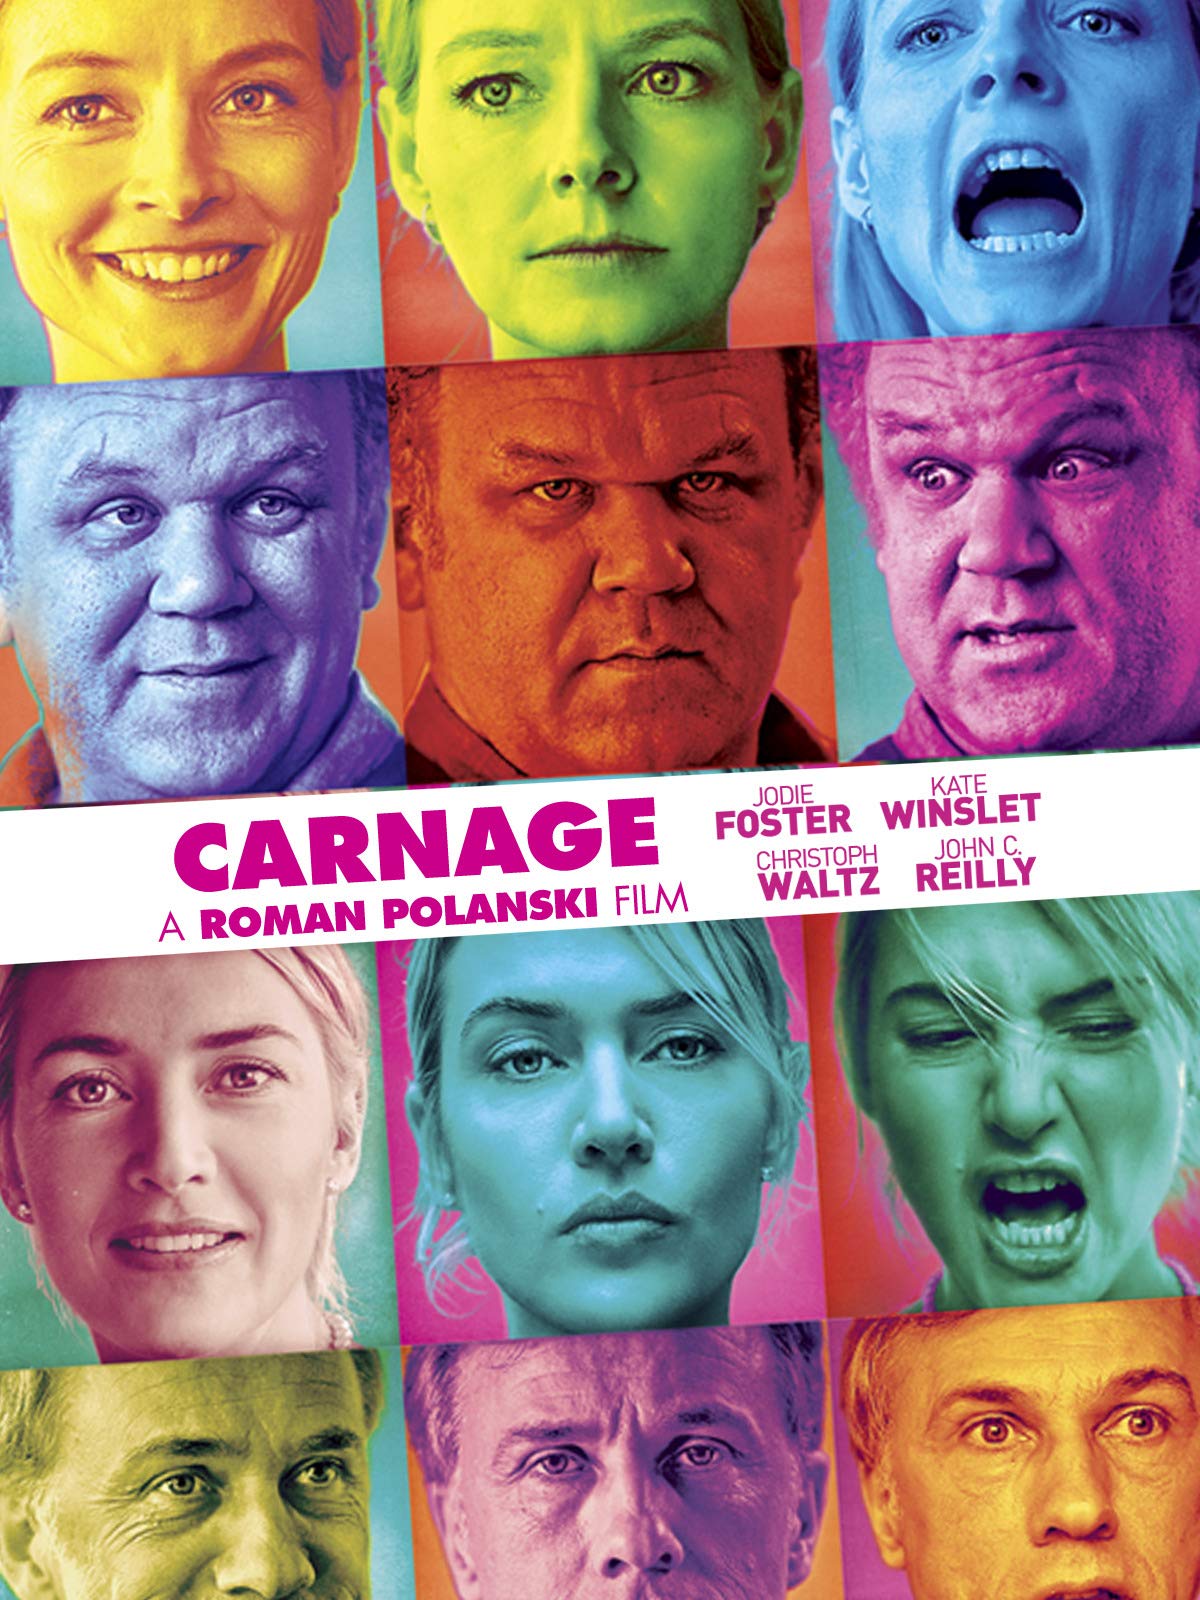 CARNAGE
A ROMAN POLANSKI FILM
JODIE
FOSTER
KATE
WINSLET
CHRISTOPH
WALTZ
JOHN C.
REILLY